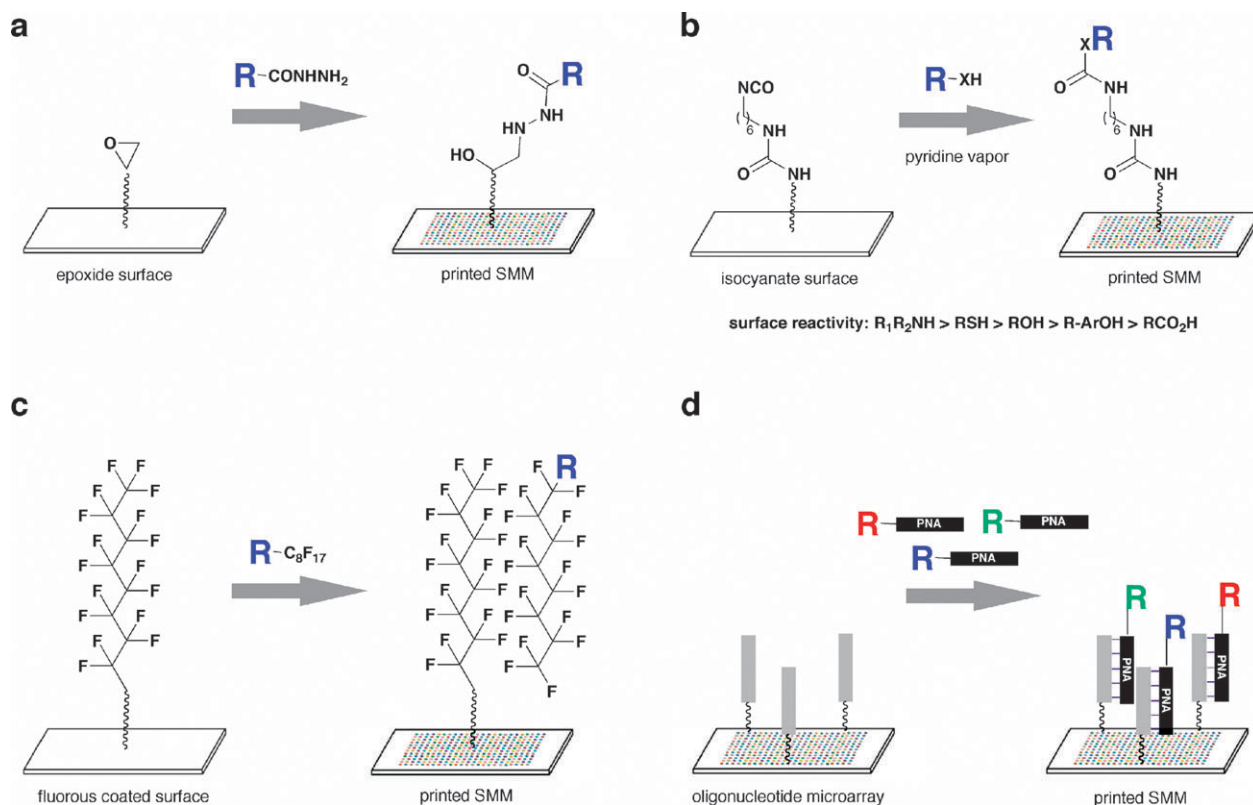 a
R-CONHNH₂
O
R
NH
HN
HO
O
epoxide surface
printed SMM
b
R-XH
pyridine vapor
NCO
( )6
NH
O
NH
isocyanate surface
XR
O
NH
( )6
NH
O
NH
printed SMM
surface reactivity: R₁R₂NH > RSH > ROH > R-ArOH > RCO₂H
c
F F
F F
F F
F F
F F
F F
F F
F F
F
R-C₈F₁₇
F F
F F
F F
F F
F F
F F
F F
F F
F
R
F
F F
F F
F F
F F
F F
F F
F F
F F
fluorous coated surface
printed SMM
d
R-PNA
R-PNA
R-PNA
R
R
R
PNA
PNA
PNA
oligonucleotide microarray
printed SMM